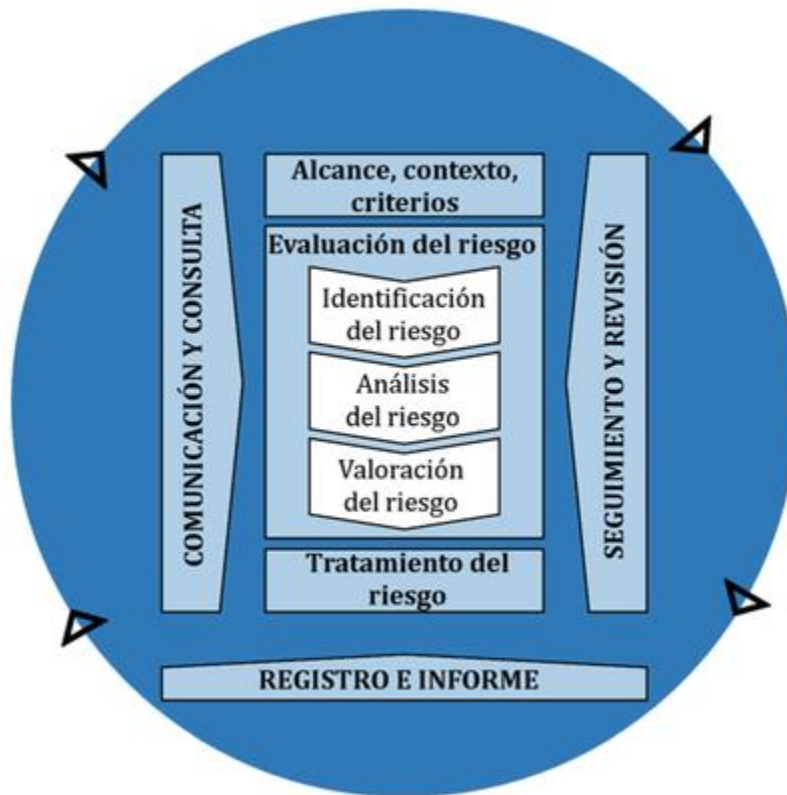 COMUNICACIÓN Y CONSULTA
Alcance, contexto,
criterios
Evaluación del riesgo
Identificación
del riesgo
Análisis
del riesgo
Valoración
del riesgo
Tratamiento del
riesgo
SEGUIMIENTO Y REVISIÓN
REGISTRO E INFORME